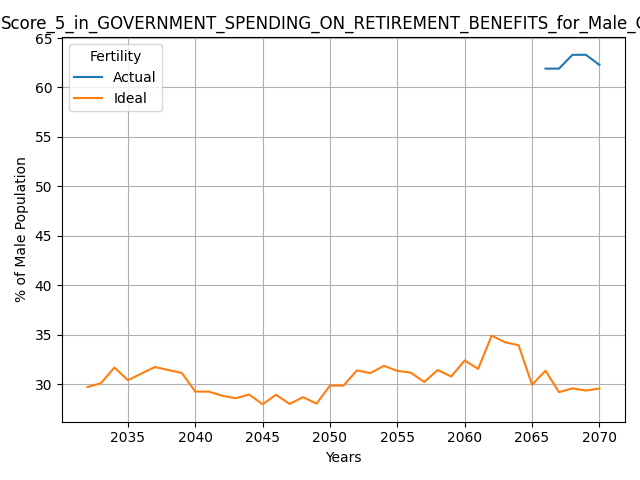 Score_5_in_GOVERNMENT_SPENDING_ON_RETIREMENT_BENEFITS_for_Male_
65
60
55
50
45
40
35
30
% of Male Population
Fertility
Actual
Ideal
2035 2040 2045 2050 2055 2060 2065 2070
Years